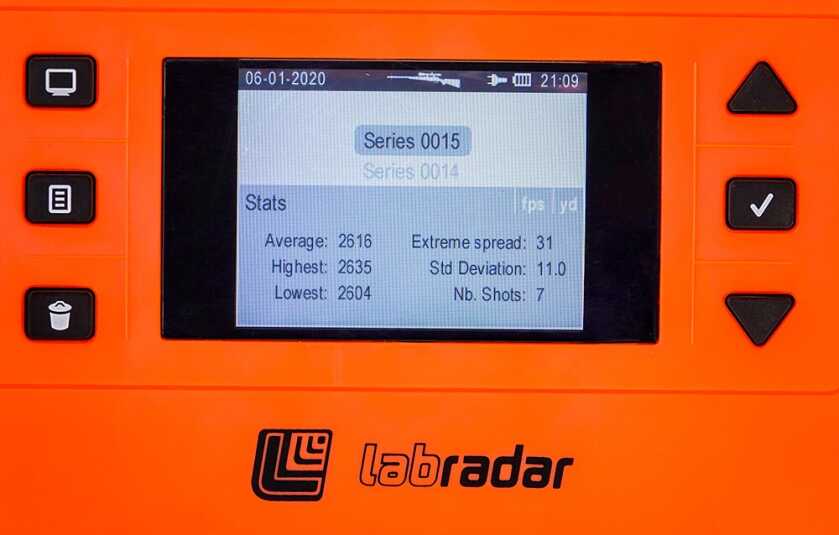 06-01-2020 21:09
Series 0015
Series 0014
Stats fps yd
Average: 2616 Extreme spread: 31
Highest: 2635 Std Deviation: 11.0
Lowest: 2604 Nb. Shots: 7
labradar